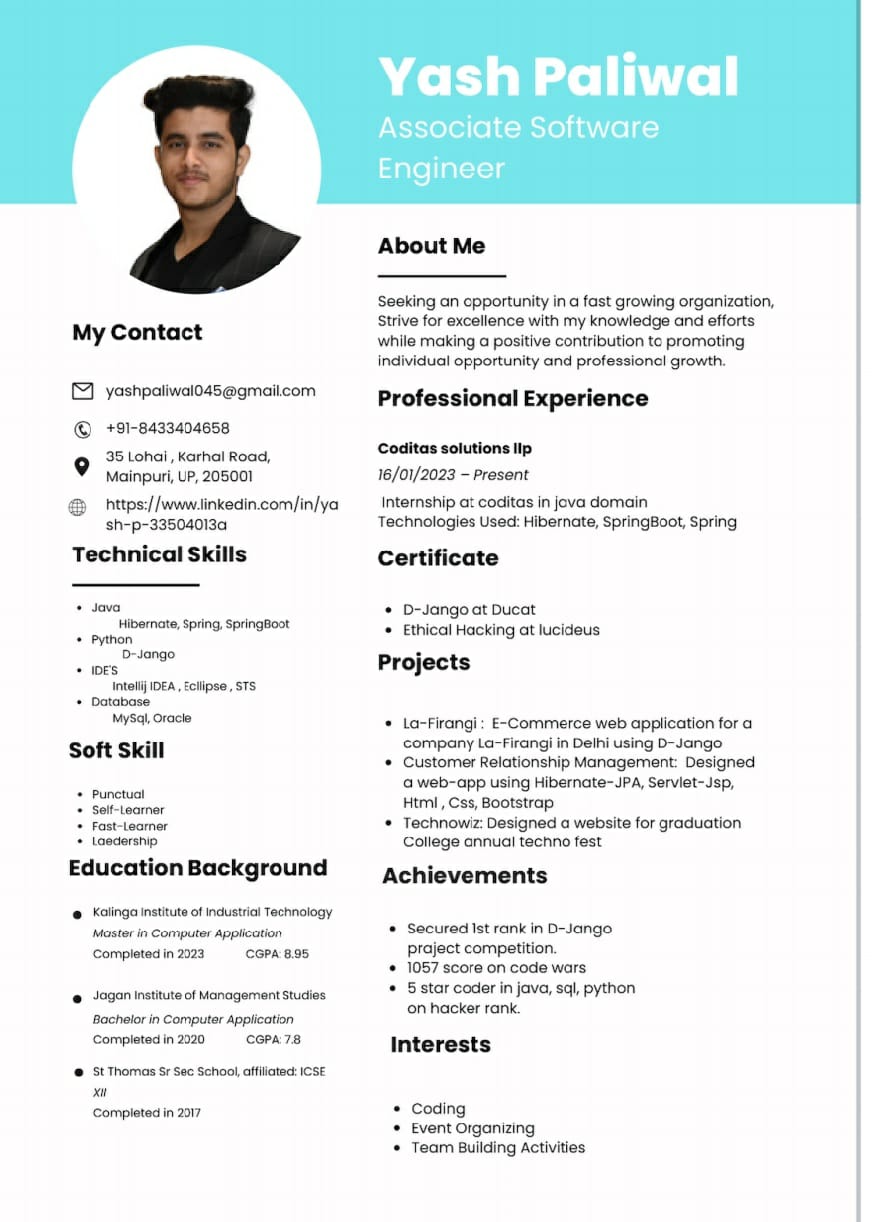 Yash Paliwal
Associate Software
Engineer
My Contact
yashpaliwal045@gmail.com
+91-8433404658
35 Lohai , Karhal Road,
Mainpuri, UP, 205001
https://www.linkedin.com/in/ya
sh-p-33504013a
Technical Skills
• Java
Hibernate, Spring, SpringBoot
• Python
D-Jango
• IDE'S
Intellij IDEA , Ecllipse , STS
• Database
MySql, Oracle
Soft Skill
• Punctual
• Self-Learner
• Fast-Learner
• Laedership
Education Background
• Kalinga Institute of Industrial Technology
Master in Computer Application
Completed in 2023 CGPA: 8.95
• Jagan Institute of Management Studies
Bachelor in Computer Application
Completed in 2020 CGPA: 7.8
• St Thomas Sr Sec School, affiliated: ICSE
XII
Completed in 2017
About Me
Seeking an opportunity in a fast growing organization,
Strive for excellence with my knowledge and efforts
while making a positive contribution to promoting
individual opportunity and professional growth.
Professional Experience
Coditas solutions llp
16/01/2023 – Present
Internship at coditas in java domain
Technologies Used: Hibernate, SpringBoot, Spring
Certificate
• D-Jango at Ducat
• Ethical Hacking at lucideus
Projects
• La-Firangi : E-Commerce web application for a
company La-Firangi in Delhi using D-Jango
• Customer Relationship Management: Designed
a web-app using Hibernate-JPA, Servlet-Jsp,
Html , Css, Bootstrap
• Technowiz: Designed a website for graduation
College annual techno fest
Achievements
• Secured 1st rank in D-Jango
praject competition.
• 1057 score on code wars
• 5 star coder in java, sql, python
on hacker rank.
Interests
• Coding
• Event Organizing
• Team Building Activities